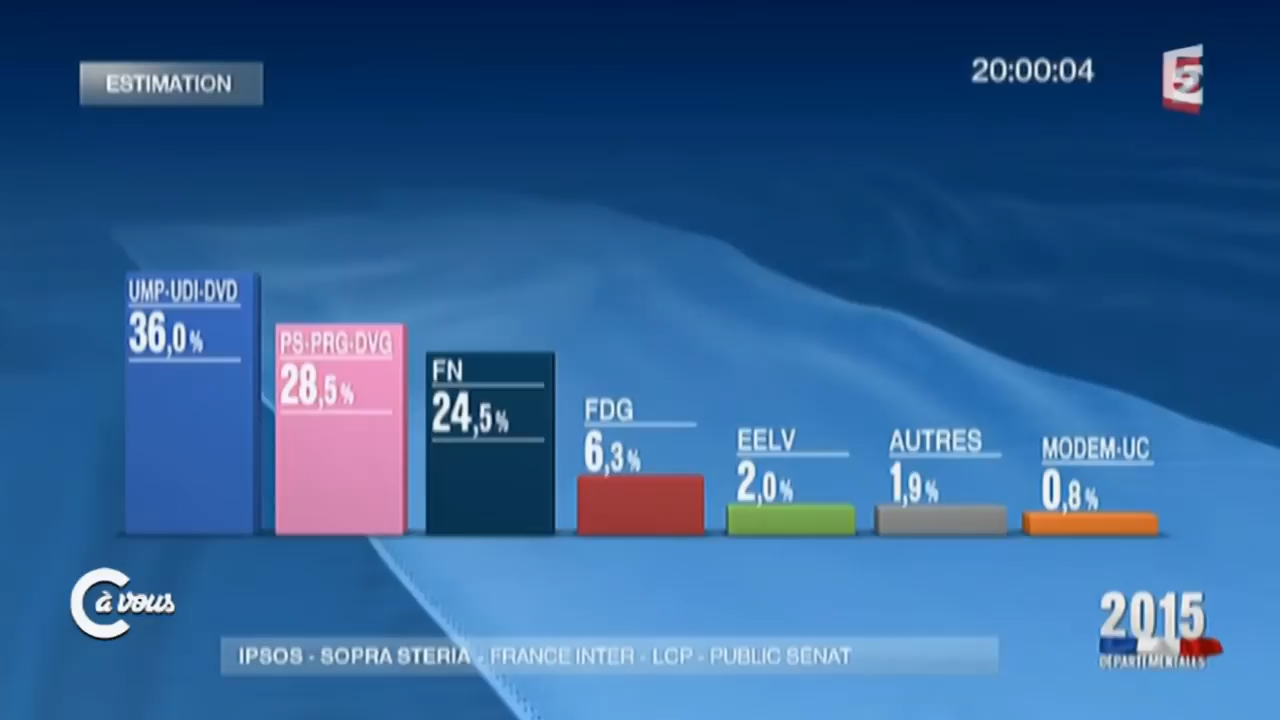 ESTIMATION
20:00:04
5
UMP-UDI-DVD
36,0%
PS-PRG-DVG
28,5%
FN
24,5%
FDG
6,3%
EELV
2,0%
AUTRES
1,9%
MODEM-UC
0,8%
C à vous
2015
DÉPARTEMENTALES
IPSOS - SOPRA STERIA - FRANCE INTER - LCP - PUBLIC SÉNAT